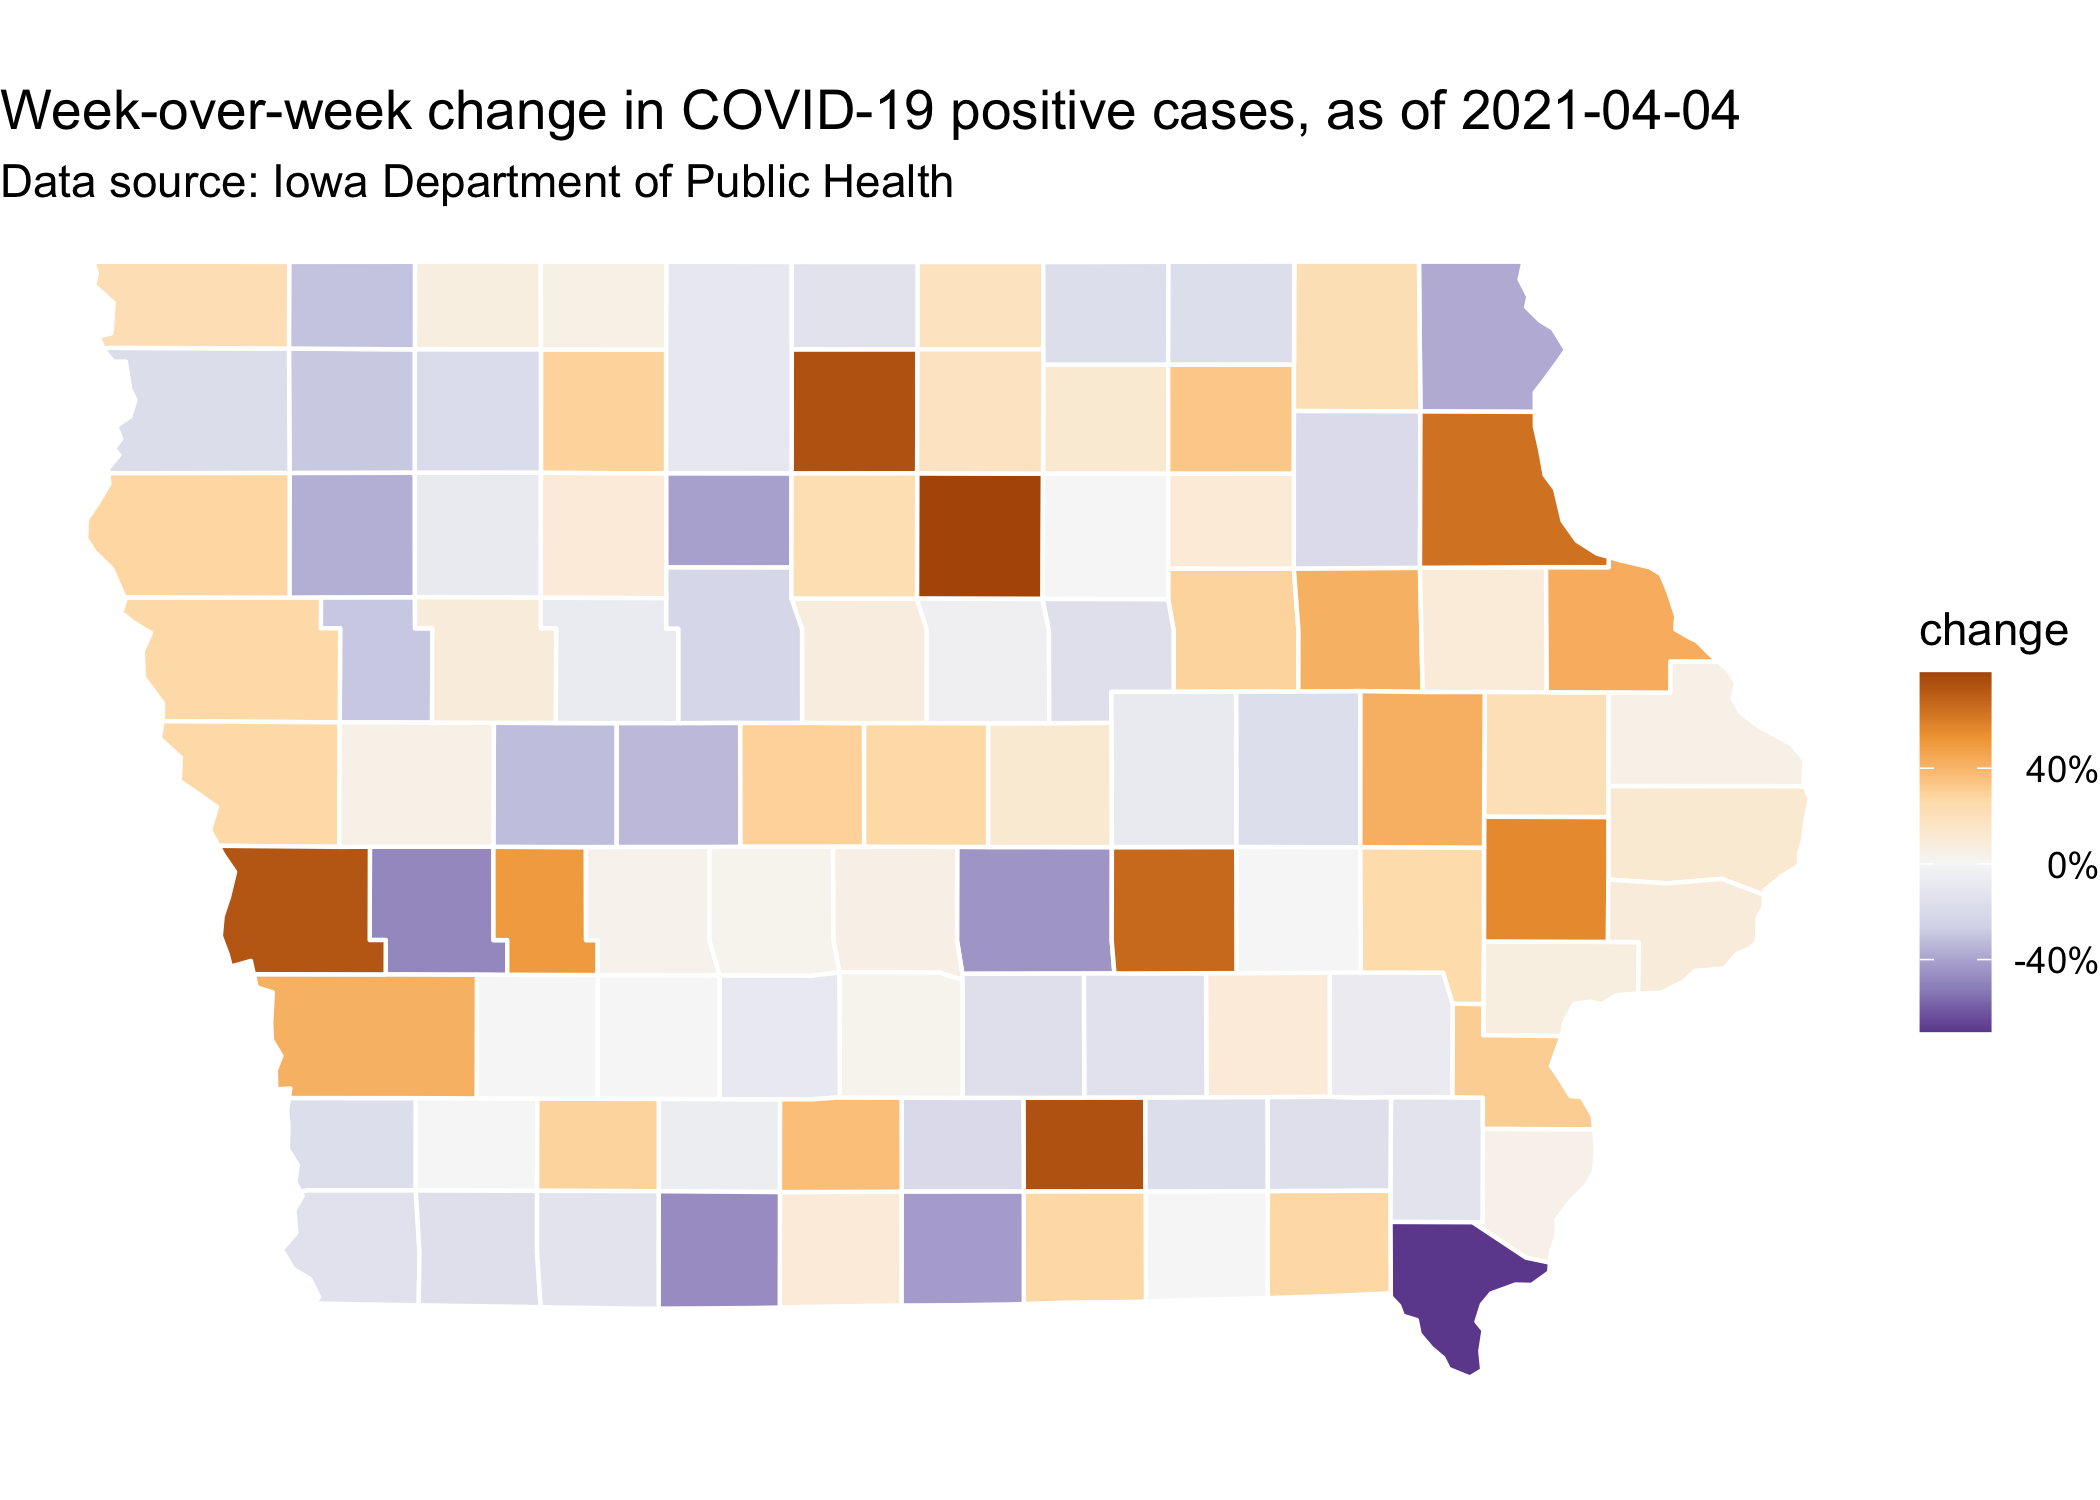 Week-over-week change in COVID-19 positive cases, as of 2021-04-04
Data source: Iowa Department of Public Health
change
40%
0%
-40%